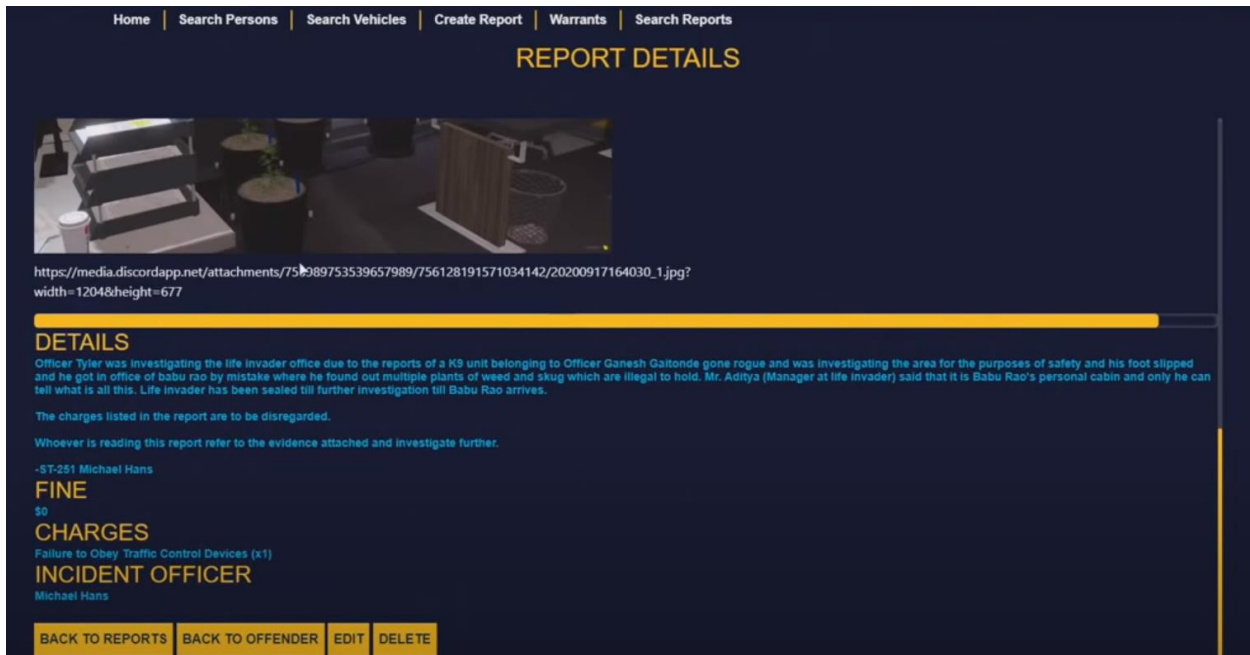 Home
Search Persons
Search Vehicles
Create Report
Warrants
Search Reports
REPORT DETAILS
https://media.discordapp.net/attachments/75 989753539657989/756128191571034142/20200917164030_1.jpg?
width=1204&height=677
DETAILS
Officer Tyler was investigating the life invader office due to the reports of a K9 unit belonging to Officer Ganesh Gaitonde gone rogue and was investigating the area for the purposes of safety and his foot slipped
and he got in office of babu rao by mistake where he found out multiple plants of weed and skug which are illegal to hold. Mr. Aditya (Manager at life invader) said that it is Babu Rao's personal cabin and only he can
tell what is all this. Life invader has been sealed till further investigation till Babu Rao arrives.
The charges listed in the report are to be disregarded.
Whoever is reading this report refer to the evidence attached and investigate further.
-ST-251 Michael Hans
FINE
$0
CHARGES
Failure to Obey Traffic Control Devices (x1)
INCIDENT OFFICER
Michael Hans
BACK TO REPORTS
BACK TO OFFENDER
EDIT
DELETE